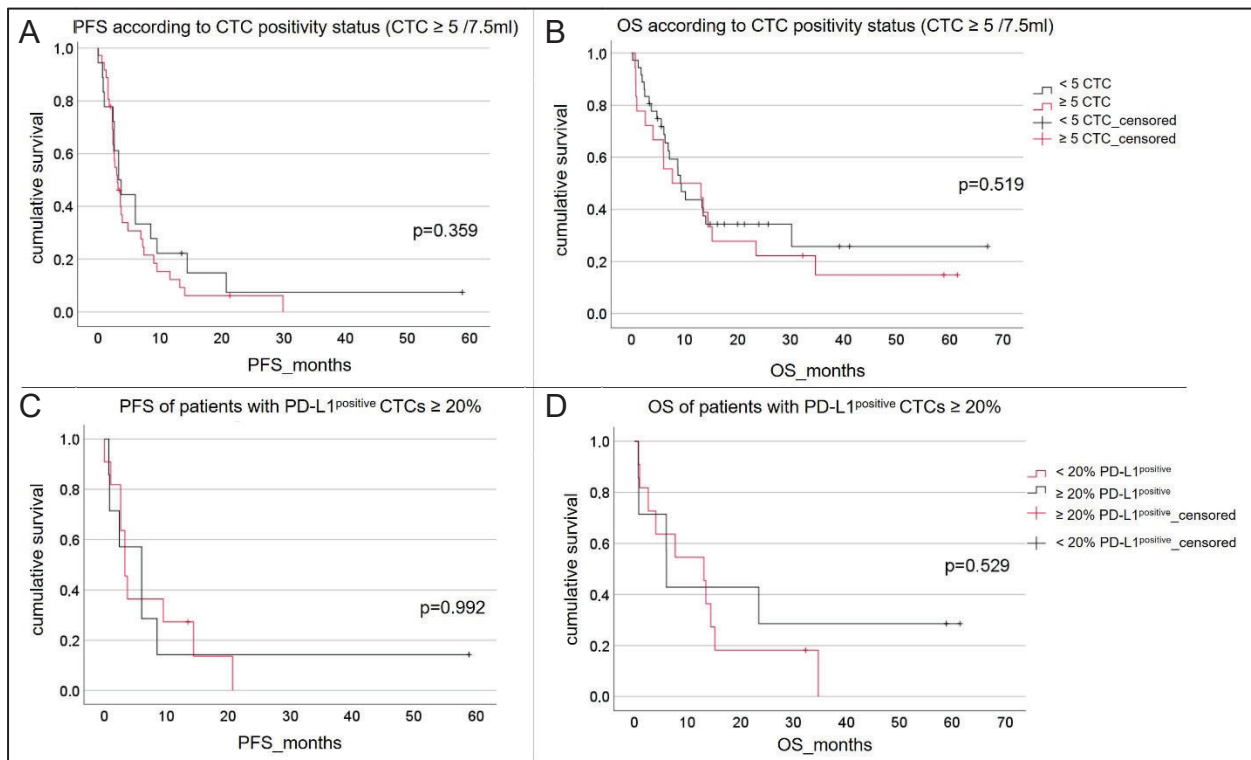 A
PFS according to CTC positivity status (CTC ≥ 5 /7.5ml)
cumulative survival
1.0
0.8
0.6
0.4
0.2
0.0
p=0.359
0 10 20 30 40 50 60
PFS_months
B
OS according to CTC positivity status (CTC ≥ 5 /7.5ml)
cumulative survival
1.0
0.8
0.6
0.4
0.2
0.0
p=0.519
0 10 20 30 40 50 60 70
OS_months
< 5 CTC
≥ 5 CTC
< 5 CTC_censored
≥ 5 CTC_censored
C
PFS of patients with PD-L1positive CTCs ≥ 20%
cumulative survival
1.0
0.8
0.6
0.4
0.2
0.0
p=0.992
0 10 20 30 40 50 60
PFS_months
D
OS of patients with PD-L1positive CTCs ≥ 20%
cumulative survival
1.0
0.8
0.6
0.4
0.2
0.0
p=0.529
0 10 20 30 40 50 60 70
OS_months
< 20% PD-L1positive
≥ 20% PD-L1positive
≥ 20% PD-L1positive_censored
< 20% PD-L1positive_censored